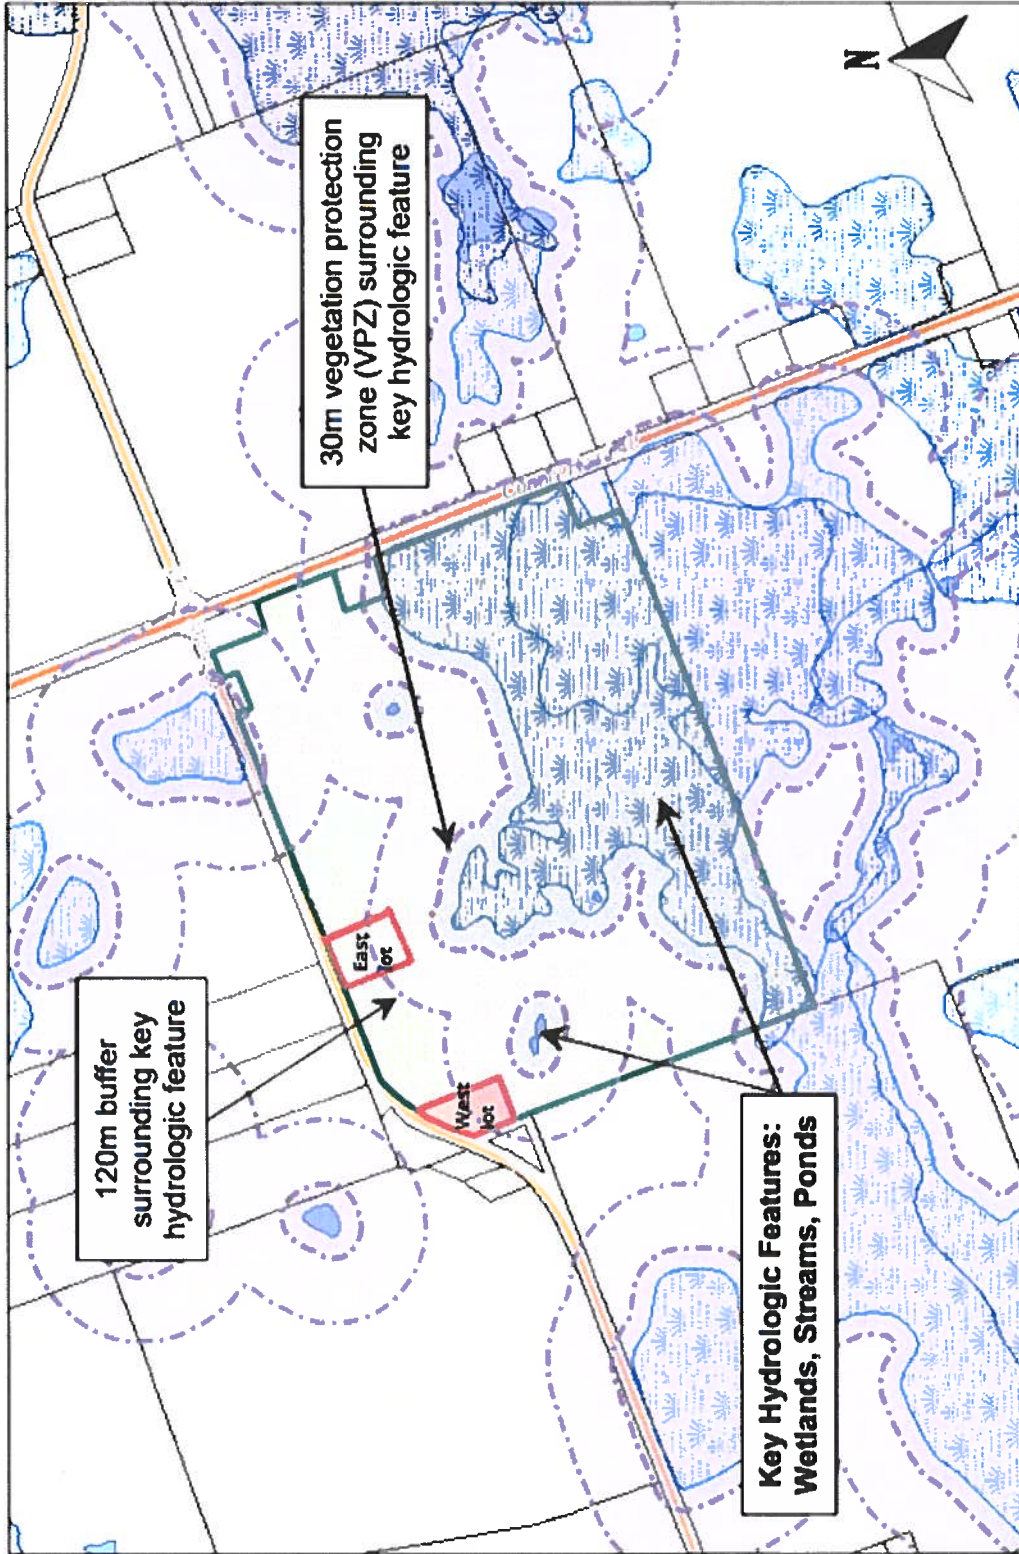 120m buffer
surrounding key
hydrologic feature
30m vegetation protection
zone (VPZ) surrounding
key hydrologic feature
N
East
lot
West
lot
Key Hydrologic Features:
Wetlands, Streams, Ponds